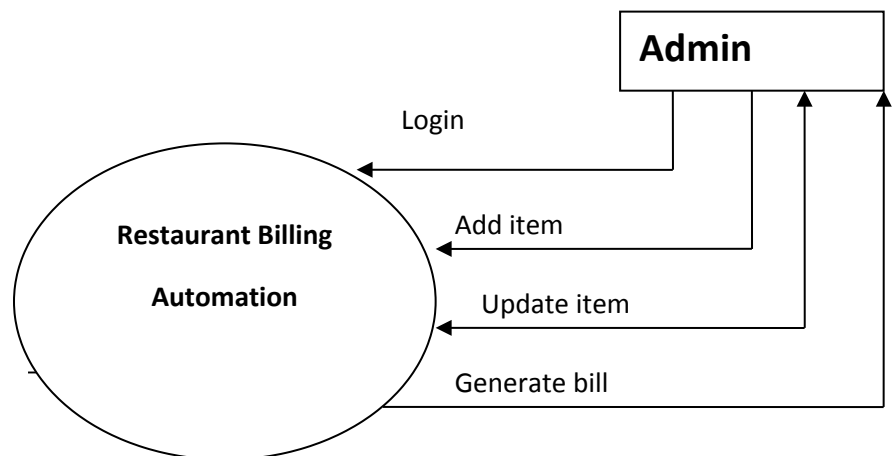 Admin
Login
Restaurant Billing
Automation
Add item
Update item
Generate bill